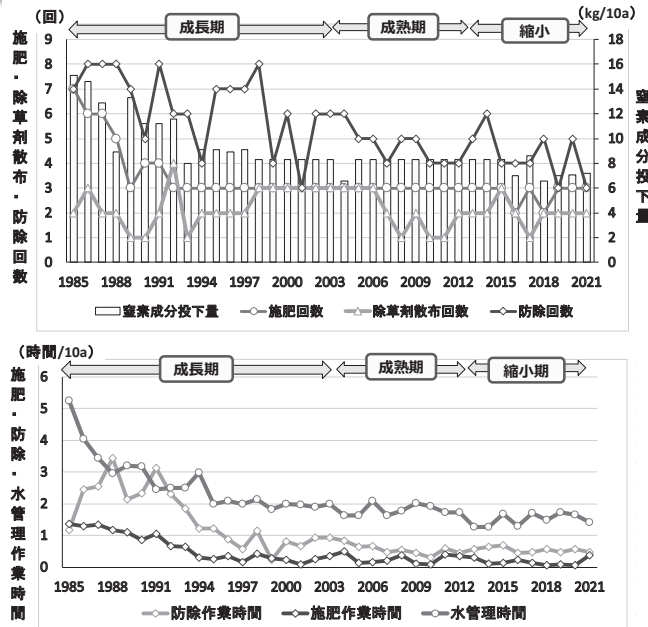 (回)
(kg/10a)
成長期
成熟期
縮小
施肥・除草剤散布・防除回数
9
8
7
6
5
4
3
2
1
0
18
16
14
12
10
8
6
4
2
0
窒素成分投下量
1985 1988 1991 1994 1997 2000 2003 2006 2009 2012 2015 2018 2021
窒素成分投下量 施肥回数 除草剤散布回数 防除回数
(時間/10a)
成長期
成熟期
縮小期
施肥・防除・水管理作業時間
6
5
4
3
2
1
0
1985 1988 1991 1994 1997 2000 2003 2006 2009 2012 2015 2018 2021
防除作業時間 施肥作業時間 水管理時間